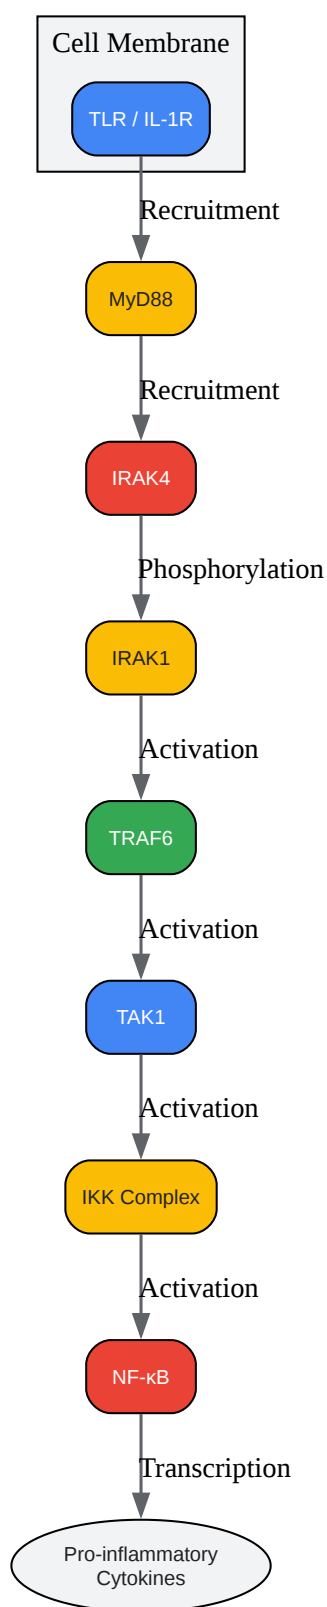 Cell Membrane
TLR / IL-1R
Recruitment
MyD88
Recruitment
IRAK4
Phosphorylation
IRAK1
Activation
TRAF6
Activation
TAK1
Activation
IKK Complex
Activation
NF-κB
Transcription
Pro-inflammatory
Cytokines